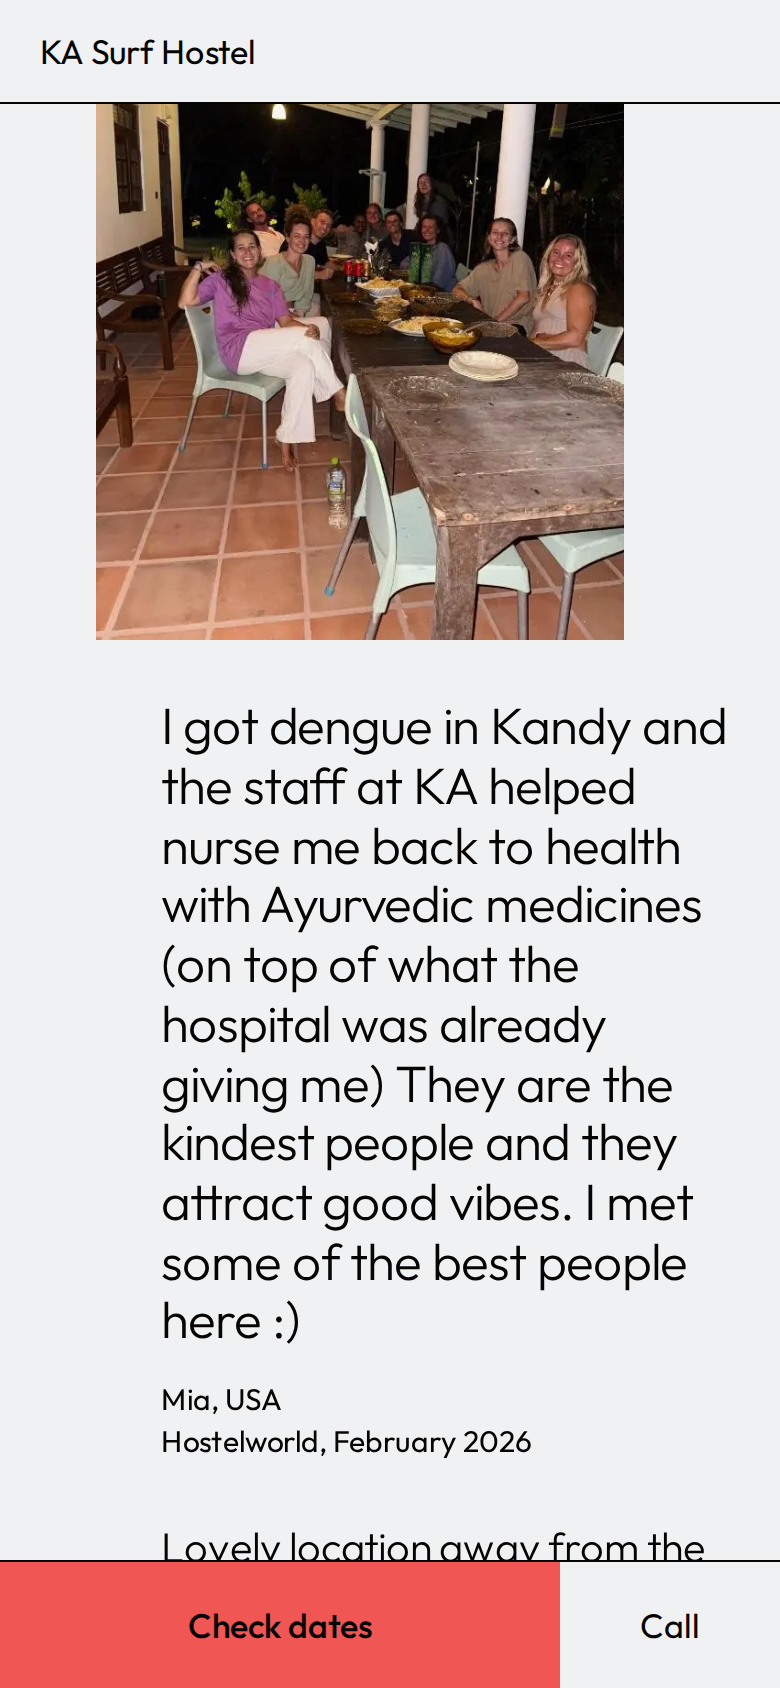 KA Surf Hostel
I got dengue in Kandy and
the staff at KA helped
nurse me back to health
with Ayurvedic medicines
(on top of what the
hospital was already
giving me) They are the
kindest people and they
attract good vibes. I met
some of the best people
here :)
Mia, USA
Hostelworld, February 2026
Lovely location away from the
Check dates
Call